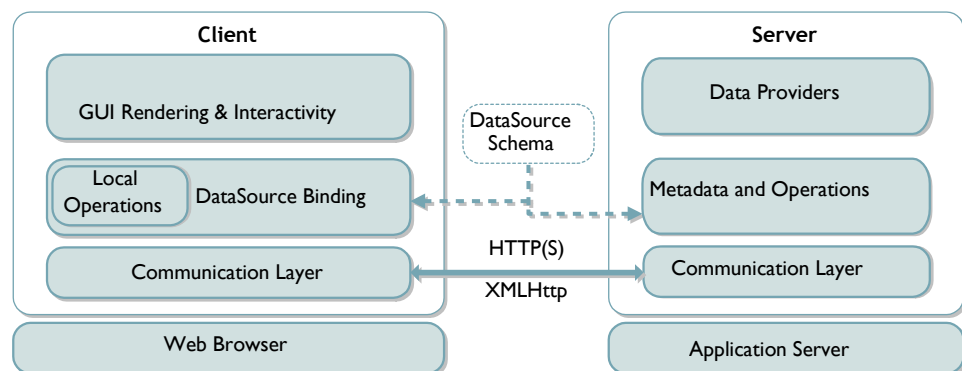 Client
GUI Rendering & Interactivity
Local
Operations
DataSource Binding
Communication Layer
Web Browser
DataSource
Schema
HTTP(S)
XMLHttp
Server
Data Providers
Metadata and Operations
Communication Layer
Application Server